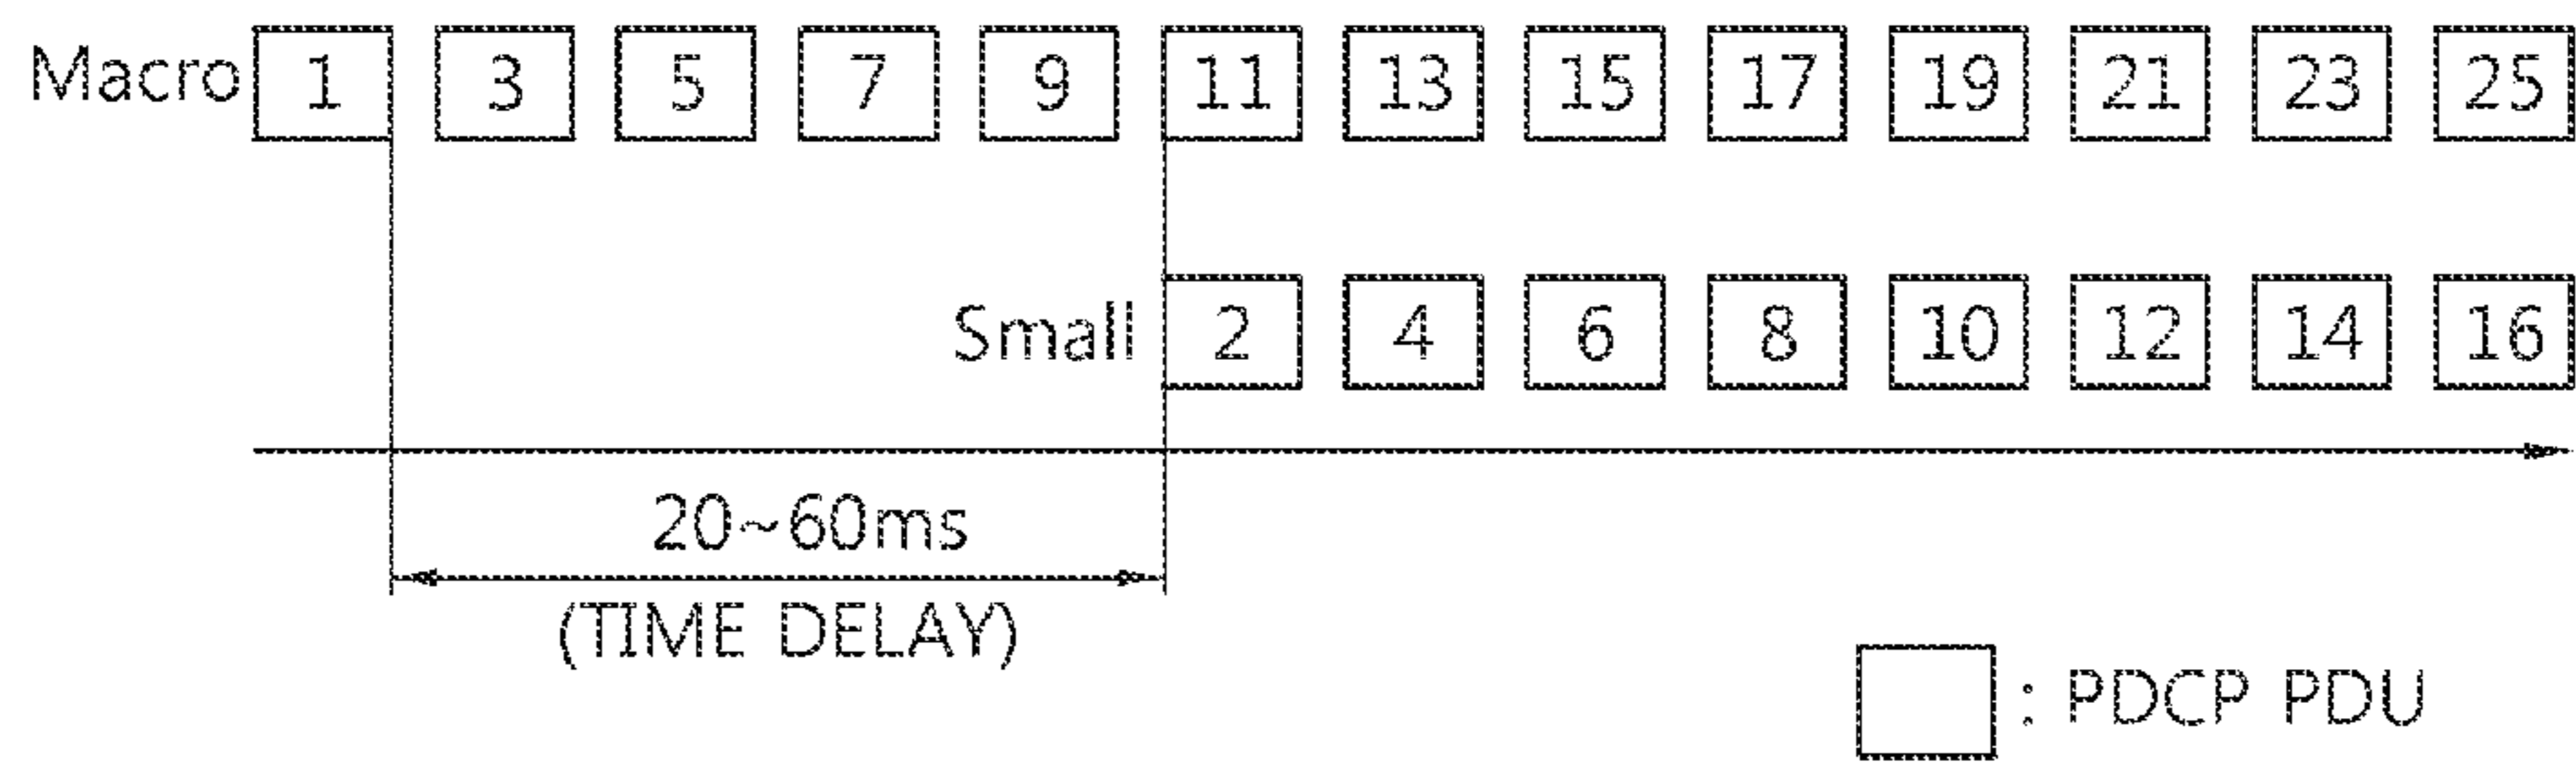 Macro 1 3 5 7 9 11 13 15 17 19 21 23 25
Small 2 4 6 8 10 12 14 16
20~60ms
(TIME DELAY)
: PDCP PDU